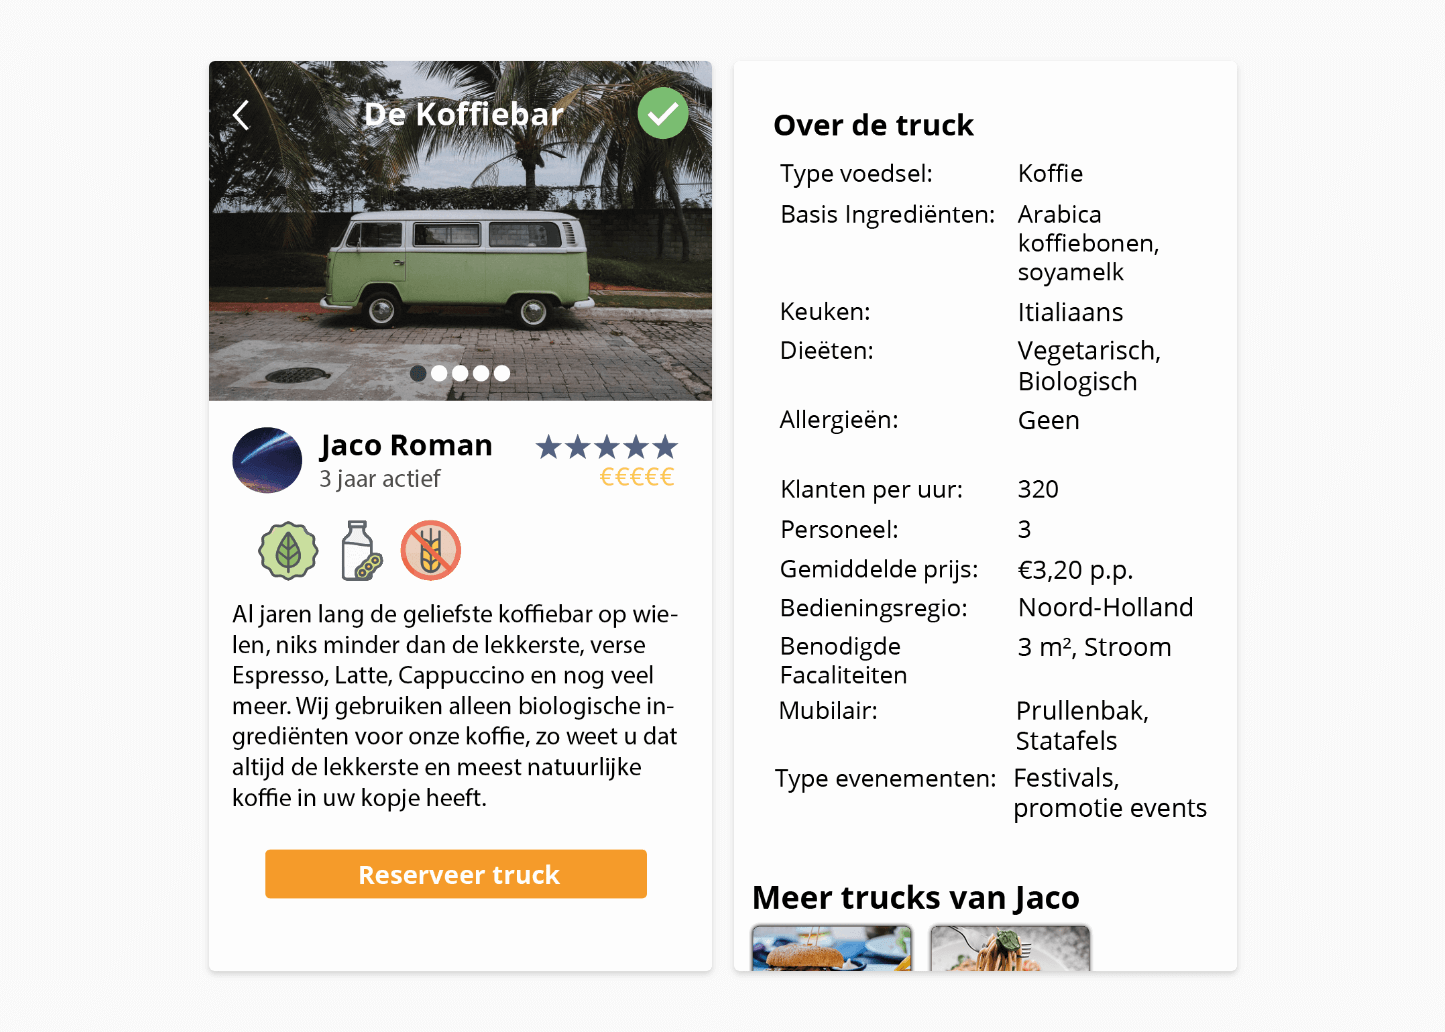 De Koffiebar
Jaco Roman
3 jaar actief
€€€€€
Al jaren lang de geliefste koffiebar op wie-
len, niks minder dan de lekkerste, verse
Espresso, Latte, Cappuccino en nog veel
meer. Wij gebruiken alleen biologische in-
grediënten voor onze koffie, zo weet u dat
altijd de lekkerste en meest natuurlijke
koffie in uw kopje heeft.
Reserveer truck
Over de truck
Type voedsel: Koffie
Basis Ingrediënten: Arabica
koffiebonen,
soyamelk
Keuken: Itialiaans
Dieëten: Vegetarisch,
Biologisch
Allergieën: Geen
Klanten per uur: 320
Personeel: 3
Gemiddelde prijs: €3,20 p.p.
Bedieningsregio: Noord-Holland
Benodigde 3 m², Stroom
Facaliteiten
Mubilair: Prullenbak,
Statafels
Type evenementen: Festivals,
promotie events
Meer trucks van Jaco